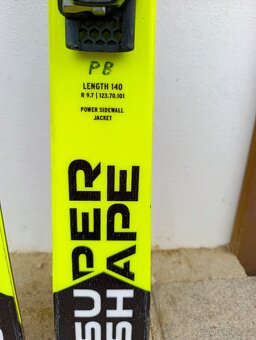 PB
LENGTH 140
R 9.7 | 123.70.101
POWER SIDEWALL
JACKET
SUPER
SHAPE